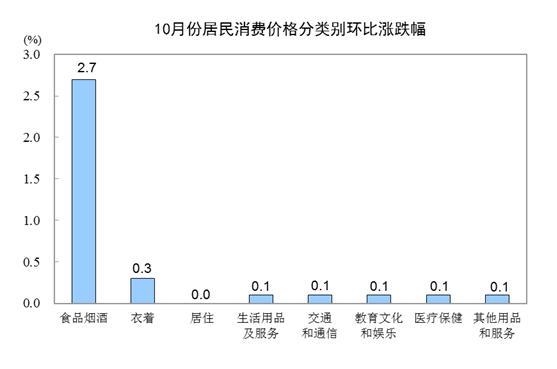 10月份居民消费价格分类别环比涨跌幅
(%)
3.0
2.5
2.0
1.5
1.0
0.5
0.0
2.7
0.3
0.0
0.1
0.1
0.1
0.1
0.1
食品烟酒
衣着
居住
生活用品
及服务
交通
和通信
教育文化
和娱乐
医疗保健
其他用品
和服务